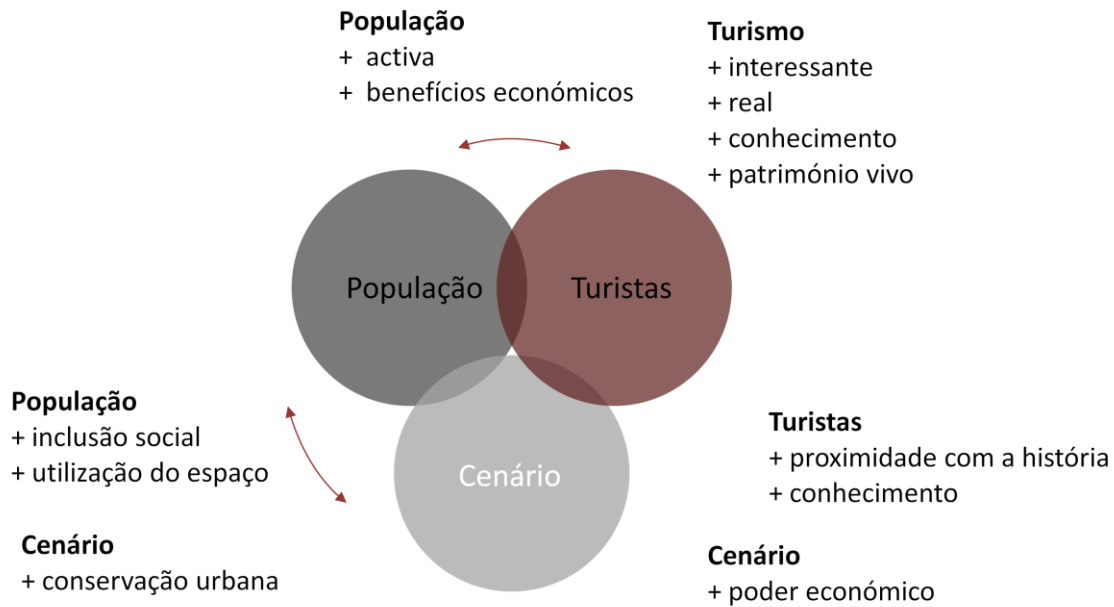 População
+ activa
+ benefícios económicos
Turismo
+ interessante
+ real
+ conhecimento
+ património vivo
População
Turistas
Cenário
População
+ inclusão social
+ utilização do espaço
Cenário
+ conservação urbana
Turistas
+ proximidade com a história
+ conhecimento
Cenário
+ poder económico